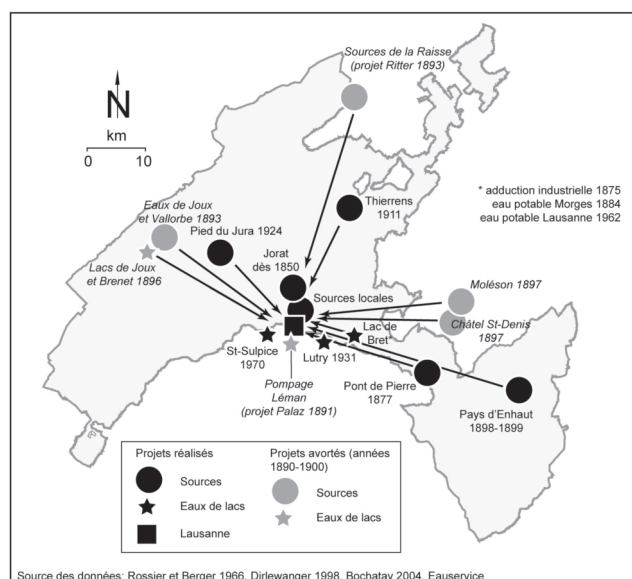 Sources de la Raisse
(projet Ritter 1893)
N
km
0 10
* adduction industrielle 1875
eau potable Morges 1884
eau potable Lausanne 1962
Thierrens
1911
Eaux de Joux
et Vallorbe 1893
Pied du Jura 1924
Lacs de Joux
et Brenet 1896
Jorat
dès 1850
Sources locales
Moléson 1897
Châtel St-Denis
1897
Lac de
Bret*
St-Sulpice
1970
Lutry 1931
Pompage
Léman
(projet Palaz 1891)
Pont de Pierre
1877
Pays d'Enhaut
1898-1899
Projets réalisés
Sources
Eaux de lacs
Lausanne
Projets avortés (années
1890-1900)
Sources
Eaux de lacs
Source des données: Rossier et Berger 1966, Dirlewanger 1998, Bochatay 2004, Eauservice